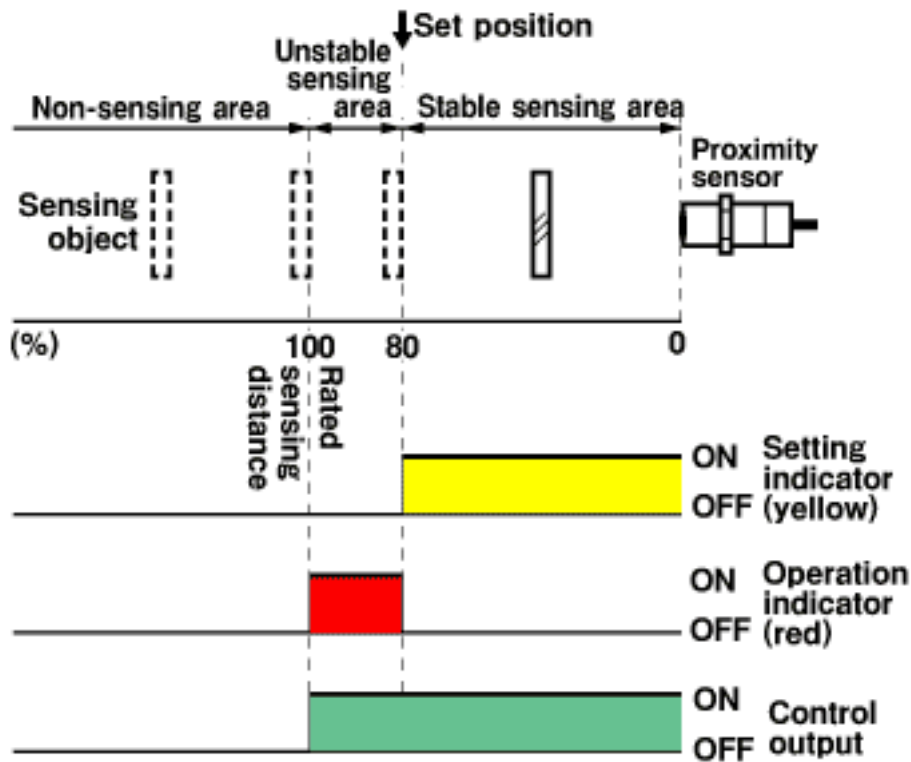 Set position
Unstable
sensing
area
Non-sensing area
Stable sensing area
Proximity
sensor
Sensing
object
(%)
100
80
0
Rated
sensing
distance
ON
OFF
Setting
indicator
(yellow)
ON
OFF
Operation
indicator
(red)
ON
OFF
Control
output